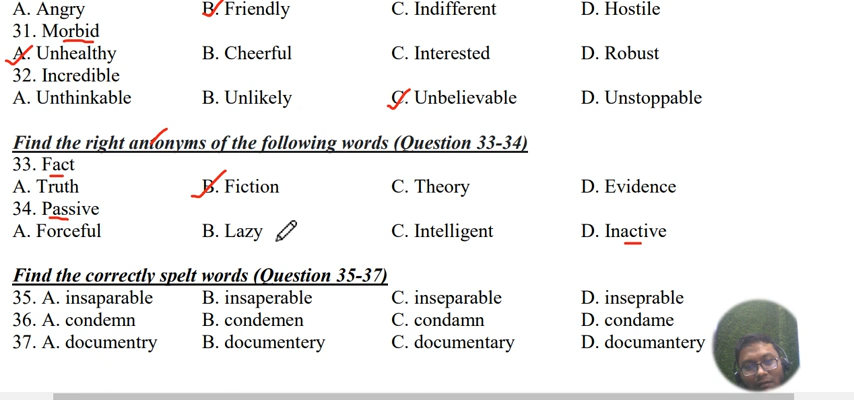 A. Angry B. Friendly C. Indifferent D. Hostile
31. Morbid
A. Unhealthy B. Cheerful C. Interested D. Robust
32. Incredible
A. Unthinkable B. Unlikely C. Unbelievable D. Unstoppable
Find the right antonyms of the following words (Question 33-34)
33. Fact
A. Truth B. Fiction C. Theory D. Evidence
34. Passive
A. Forceful B. Lazy C. Intelligent D. Inactive
Find the correctly spelt words (Question 35-37)
35. A. insaparable B. insaperable C. inseparable D. inseprable
36. A. condemn B. condemen C. condamn D. condame
37. A. documentry B. documentery C. documentary D. documantery